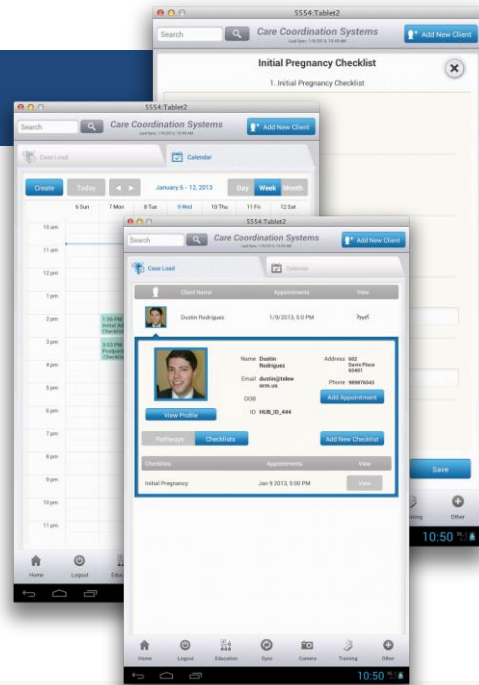 5554:Tablet2
Search
Care Coordination Systems
Add New Client
Initial Pregnancy Checklist
1. Initial Pregnancy Checklist
Save
Other
10:50
5554:Tablet2
Search
Care Coordination Systems
Add New Client
Case Load
Calendar
Create
Today
January 6 - 12, 2013
Day
Week
Month
6 Sun
7 Mon
8 Tue
9 Wed
10 Thu
11 Fri
12 Sat
10 am
11 am
12 pm
1 pm
2 pm
3 pm
4 pm
5 pm
6 pm
7 pm
8 pm
9 pm
10 pm
11 pm
Home
Logout
5554:Tablet2
Search
Care Coordination Systems
Add New Client
Case Load
Calendar
Client Name
Appointments
View
Dustin Rodriguez
1/9/2013, 5:0 PM
Name Dustin
Rodriguez
Email dustin@telew
orm.us
DOB
ID HUB_ID_444
Address 602
Davis Place
65401
Phone 989876043
Add Appointment
View Profile
Pathways
Checklists
Add New Checklist
Checklists
Appointments
View
Initial Pregnancy
Jan 9 2013, 5:00 PM
View
Home
Logout
Education
Sync
Camera
Training
Other
10:50